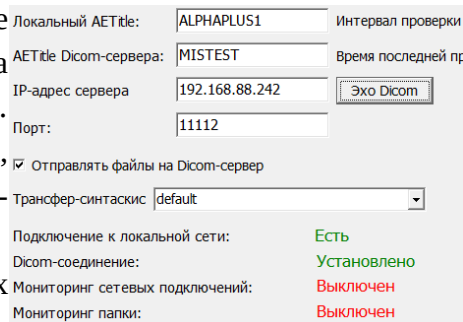 Локальный AETitle: ALPHAPLUS1 Интервал проверки
AETitle Dicom-сервера: MISTEST Время последней пр
IP-адрес сервера 192.168.88.242 Эхо Dicom
Порт: 11112
Отправлять файлы на Dicom-сервер
Трансфер-синтаскис default
Подключение к локальной сети: Есть
Dicom-соединение: Установлено
Мониторинг сетевых подключений: Выключен
Мониторинг папки: Выключен